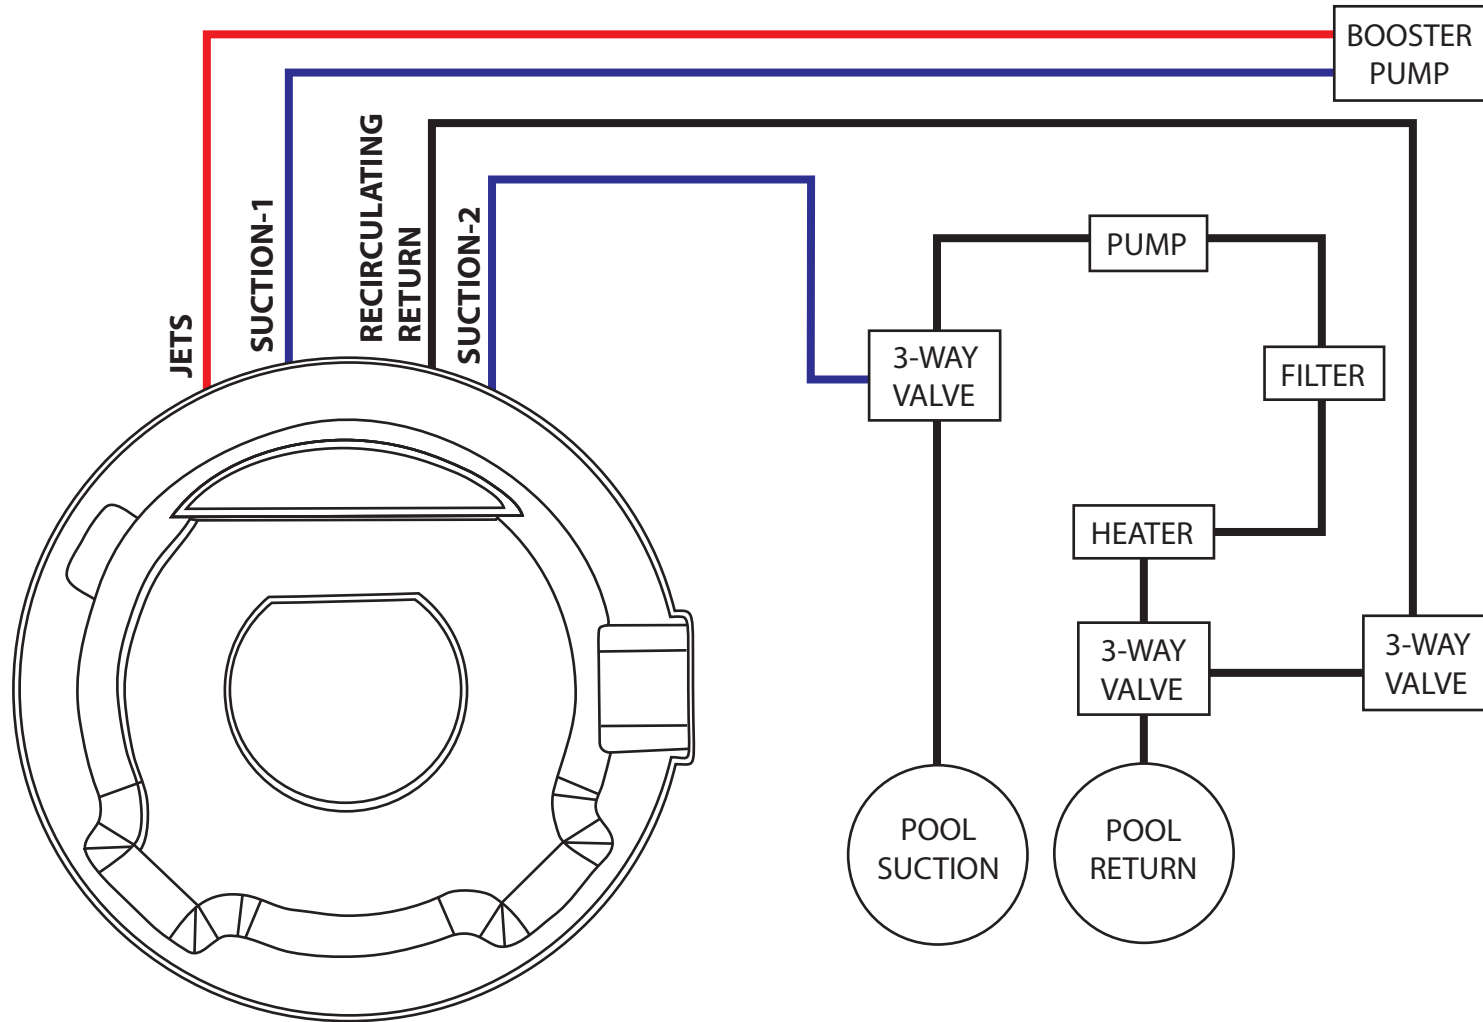 BOOSTER
PUMP
JETS
SUCTION-1
RECIRCULATING
RETURN
SUCTION-2
PUMP
3-WAY
VALVE
FILTER
HEATER
3-WAY
VALVE
3-WAY
VALVE
POOL
SUCTION
POOL
RETURN